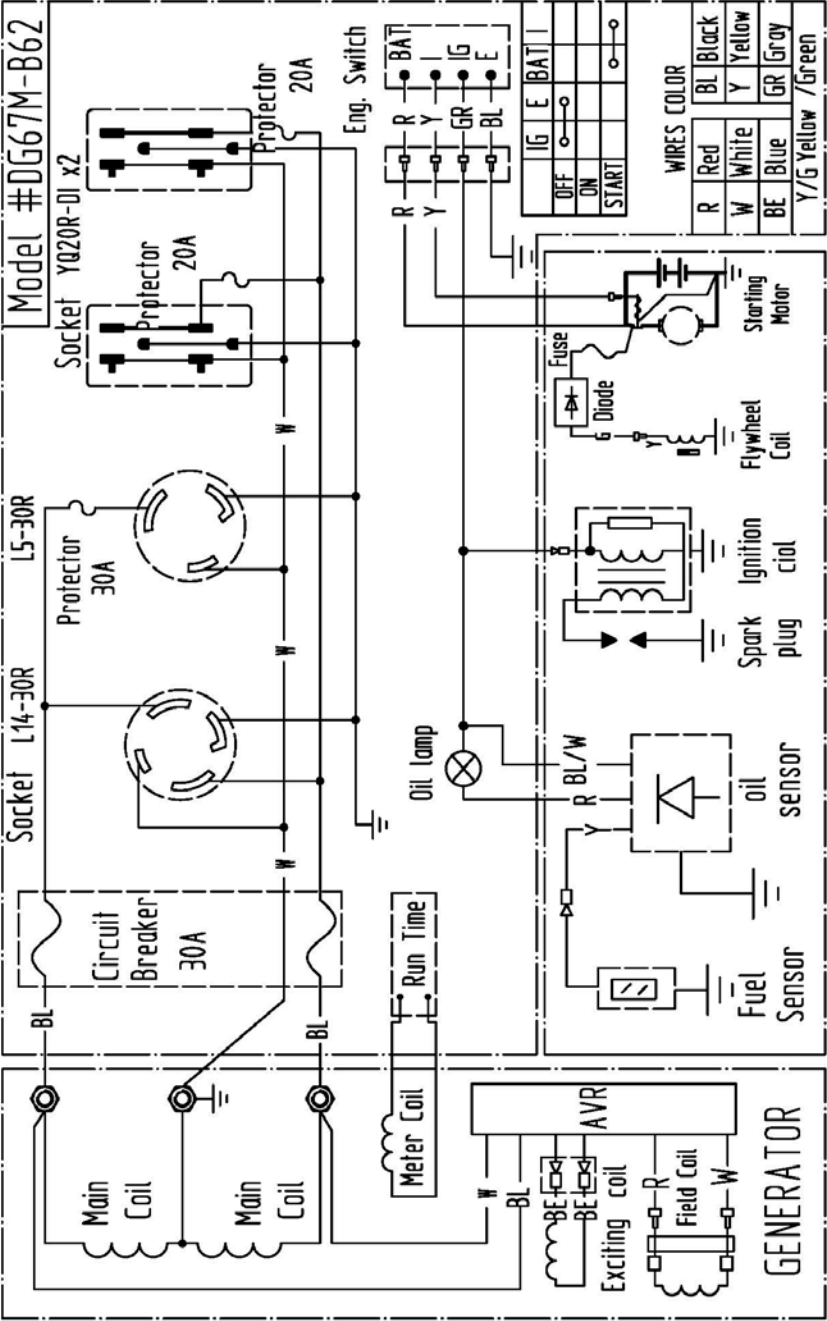 Model #DG67M-B62
Socket L14-30R
L5-30R
Socket YQ20R-DI x2
Protector
30A
Protector
20A
Protector
20A
Circuit
Breaker
30A
BL
BL
W
W
W
Main
Coil
Main
Coil
Meter Coil
Run Time
Oil lamp
Eng. Switch
BAT
I
IG
E
R
Y
GR
BL
R
Y
IG E BAT I
OFF
ON
START
WIRES COLOR
R Red BL Black
W White Y Yellow
BE Blue GR Gray
Y/G Yellow /Green
W
BL
AVR
BE
BE
Exciting coil
R
W
Field Coil
GENERATOR
BL/W
R
Y
Fuel
Sensor
oil
sensor
Spark
plug
Ignition
cial
G
Y
Flywheel
Coil
Diode
Fuse
Starting
Motor